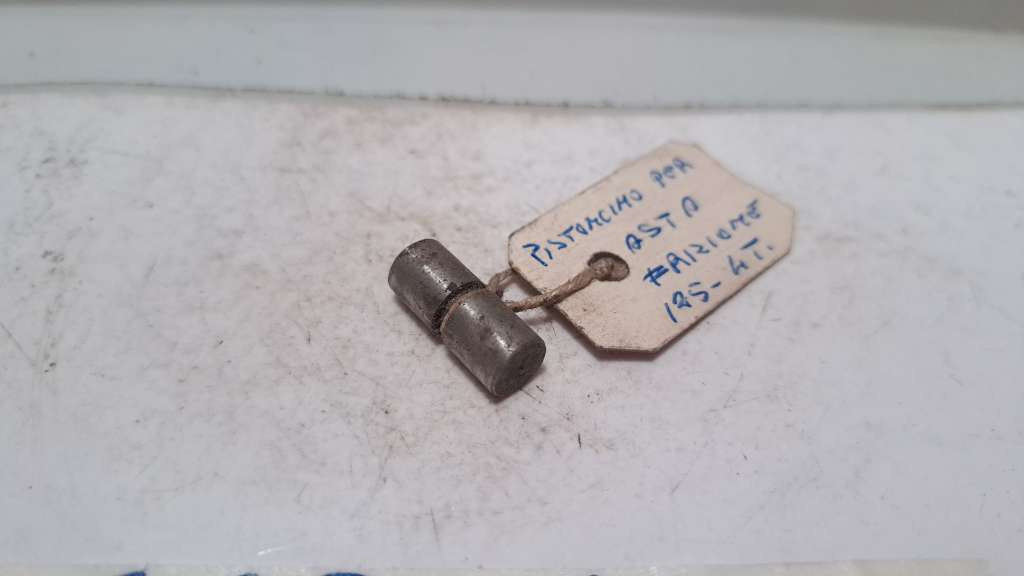 PISTONCINO PER
ASTA
FRIZIONE
125- 4T.